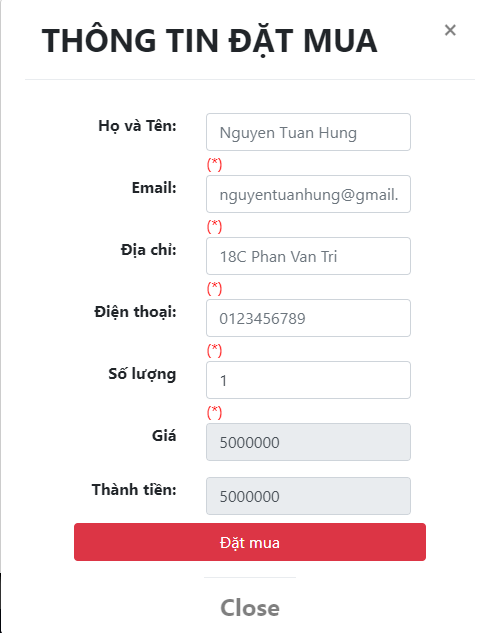 THÔNG TIN ĐẶT MUA
×
Họ và Tên:
Nguyen Tuan Hung
(*)
Email:
nguyentuanhung@gmail.
(*)
Địa chỉ:
18C Phan Van Tri
(*)
Điện thoại:
0123456789
(*)
Số lượng
1
(*)
Giá
5000000
Thành tiền:
5000000
Đặt mua
Close